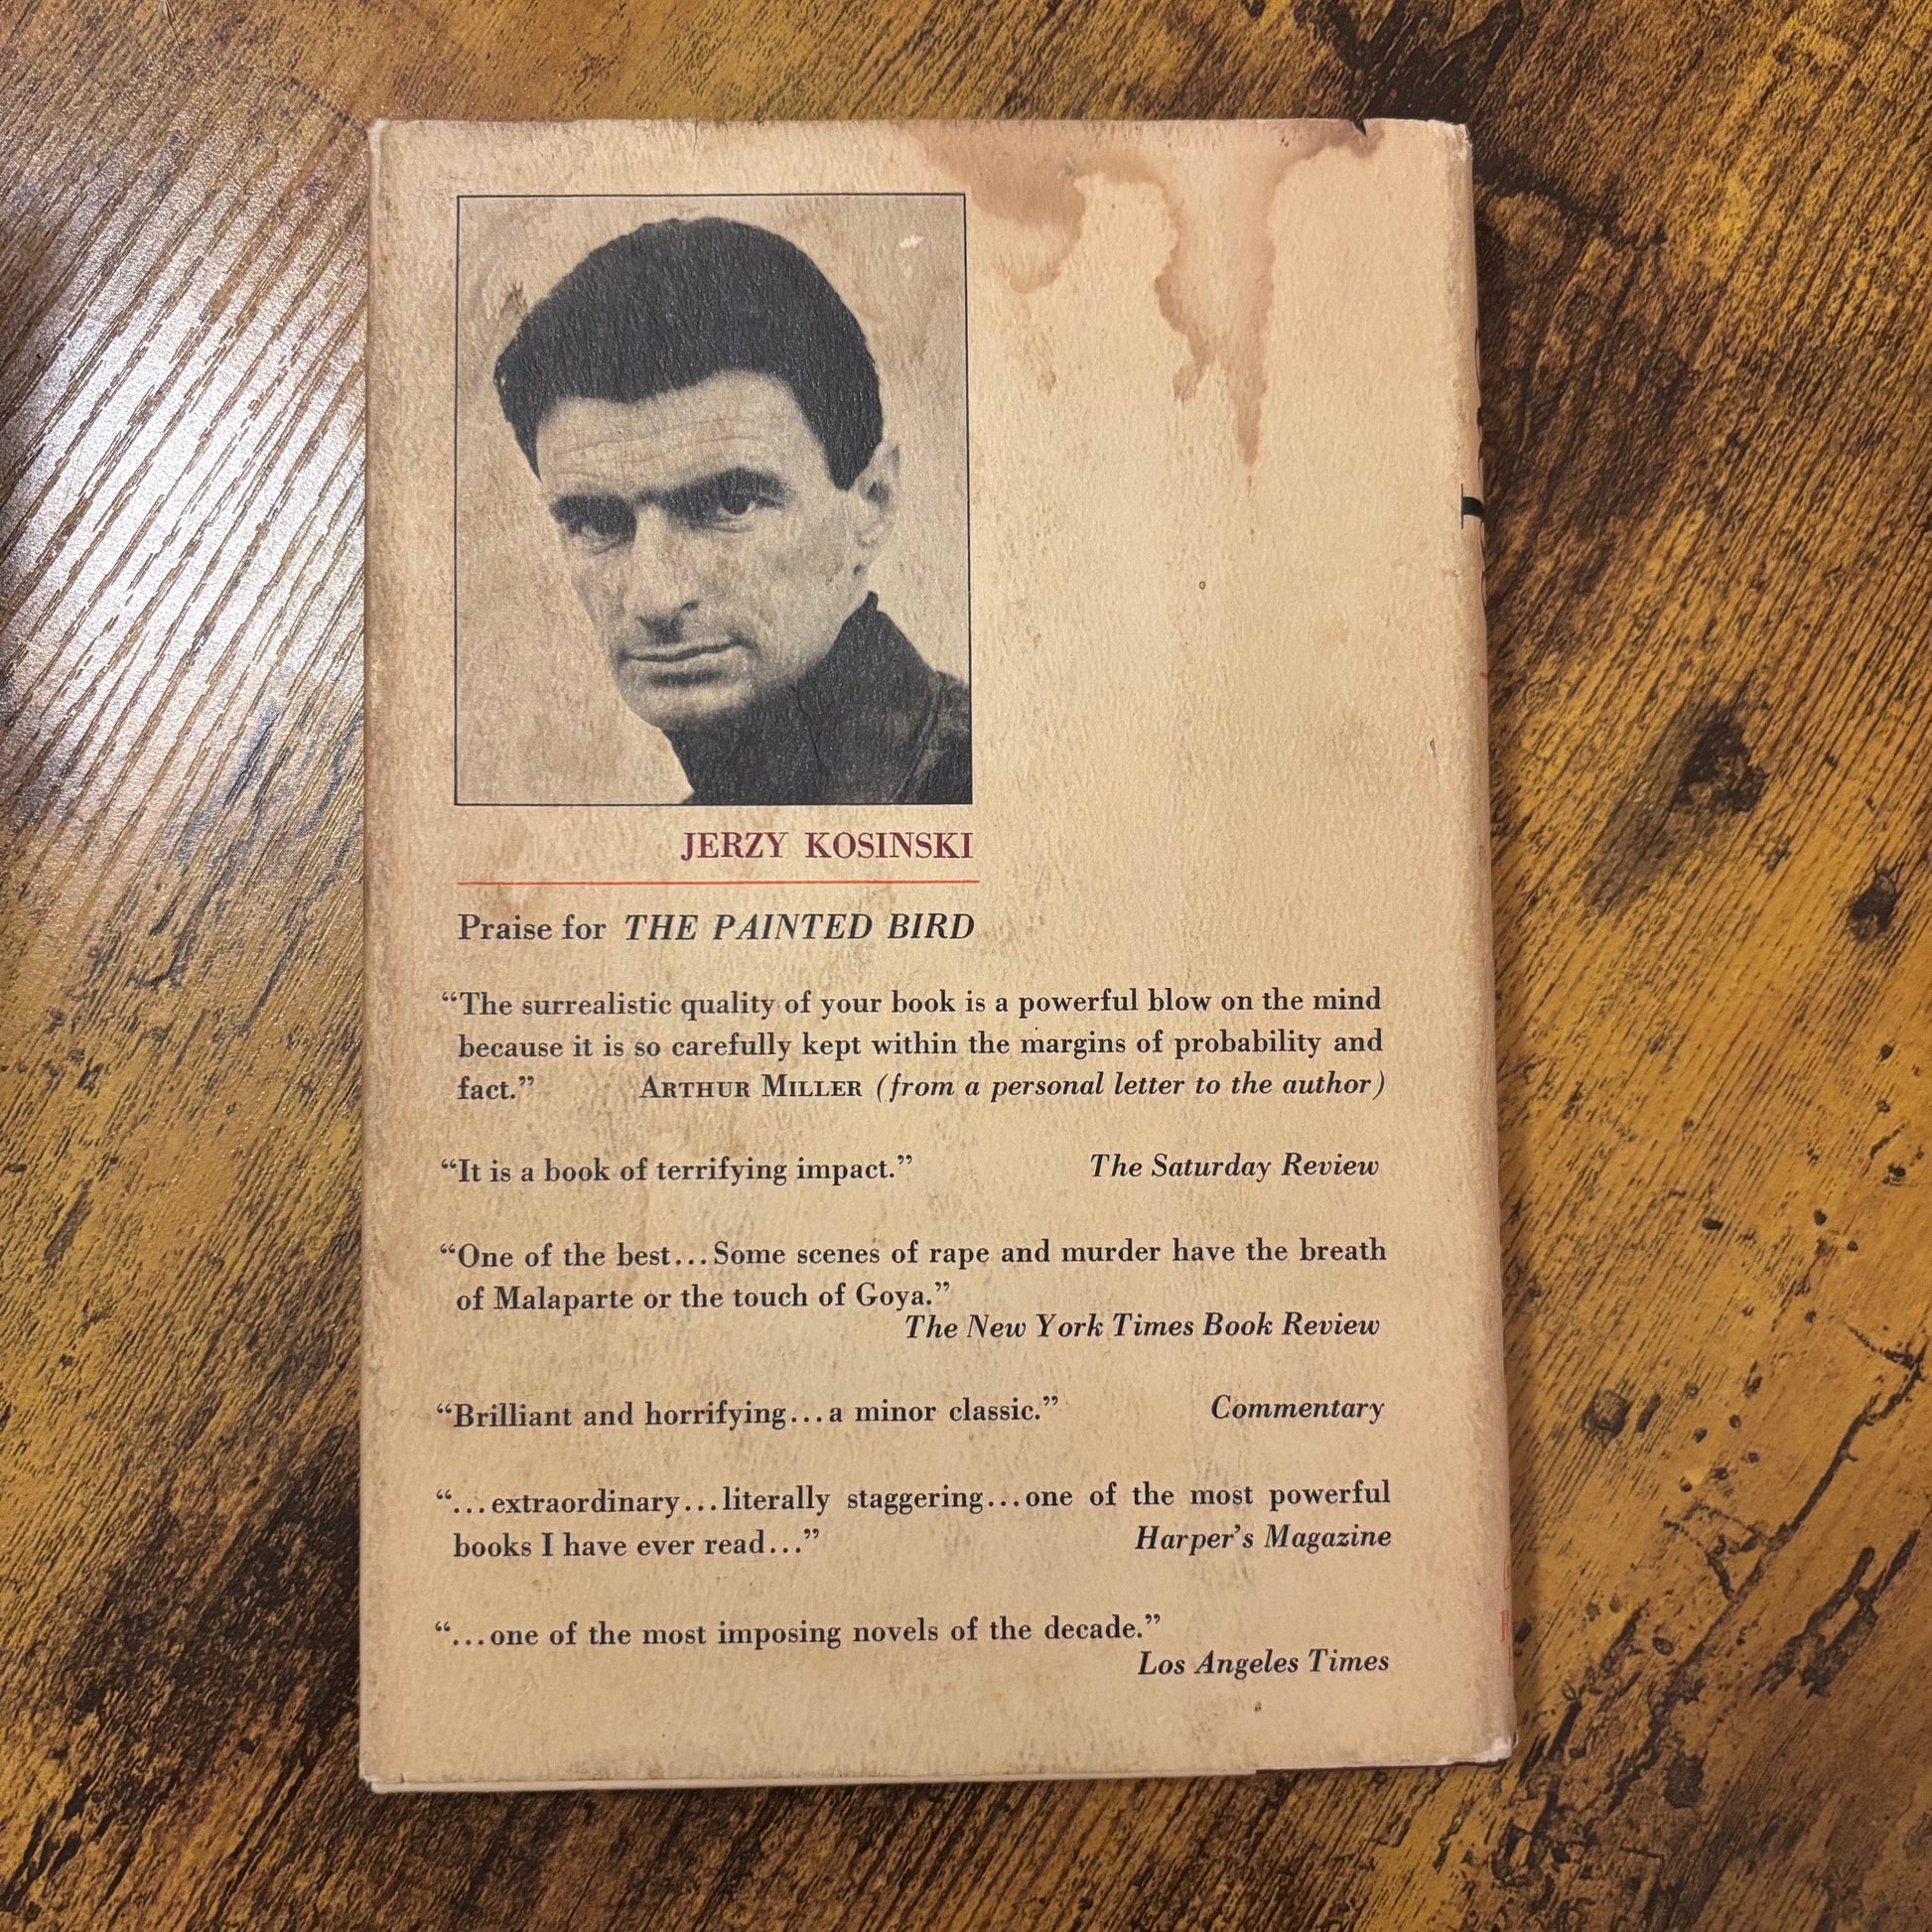 JERZY KOSINSKI
Praise for THE PAINTED BIRD
“The surrealistic quality of your book is a powerful blow on the mind
because it is so carefully kept within the margins of probability and
fact.” ARTHUR MILLER (from a personal letter to the author)
“It is a book of terrifying impact.” The Saturday Review
“One of the best...Some scenes of rape and murder have the breath
of Malaparte or the touch of Goya.”
The New York Times Book Review
“Brilliant and horrifying...a minor classic.” Commentary
“...extraordinary...literally staggering...one of the most powerful
books I have ever read...” Harper’s Magazine
“...one of the most imposing novels of the decade.”
Los Angeles Times